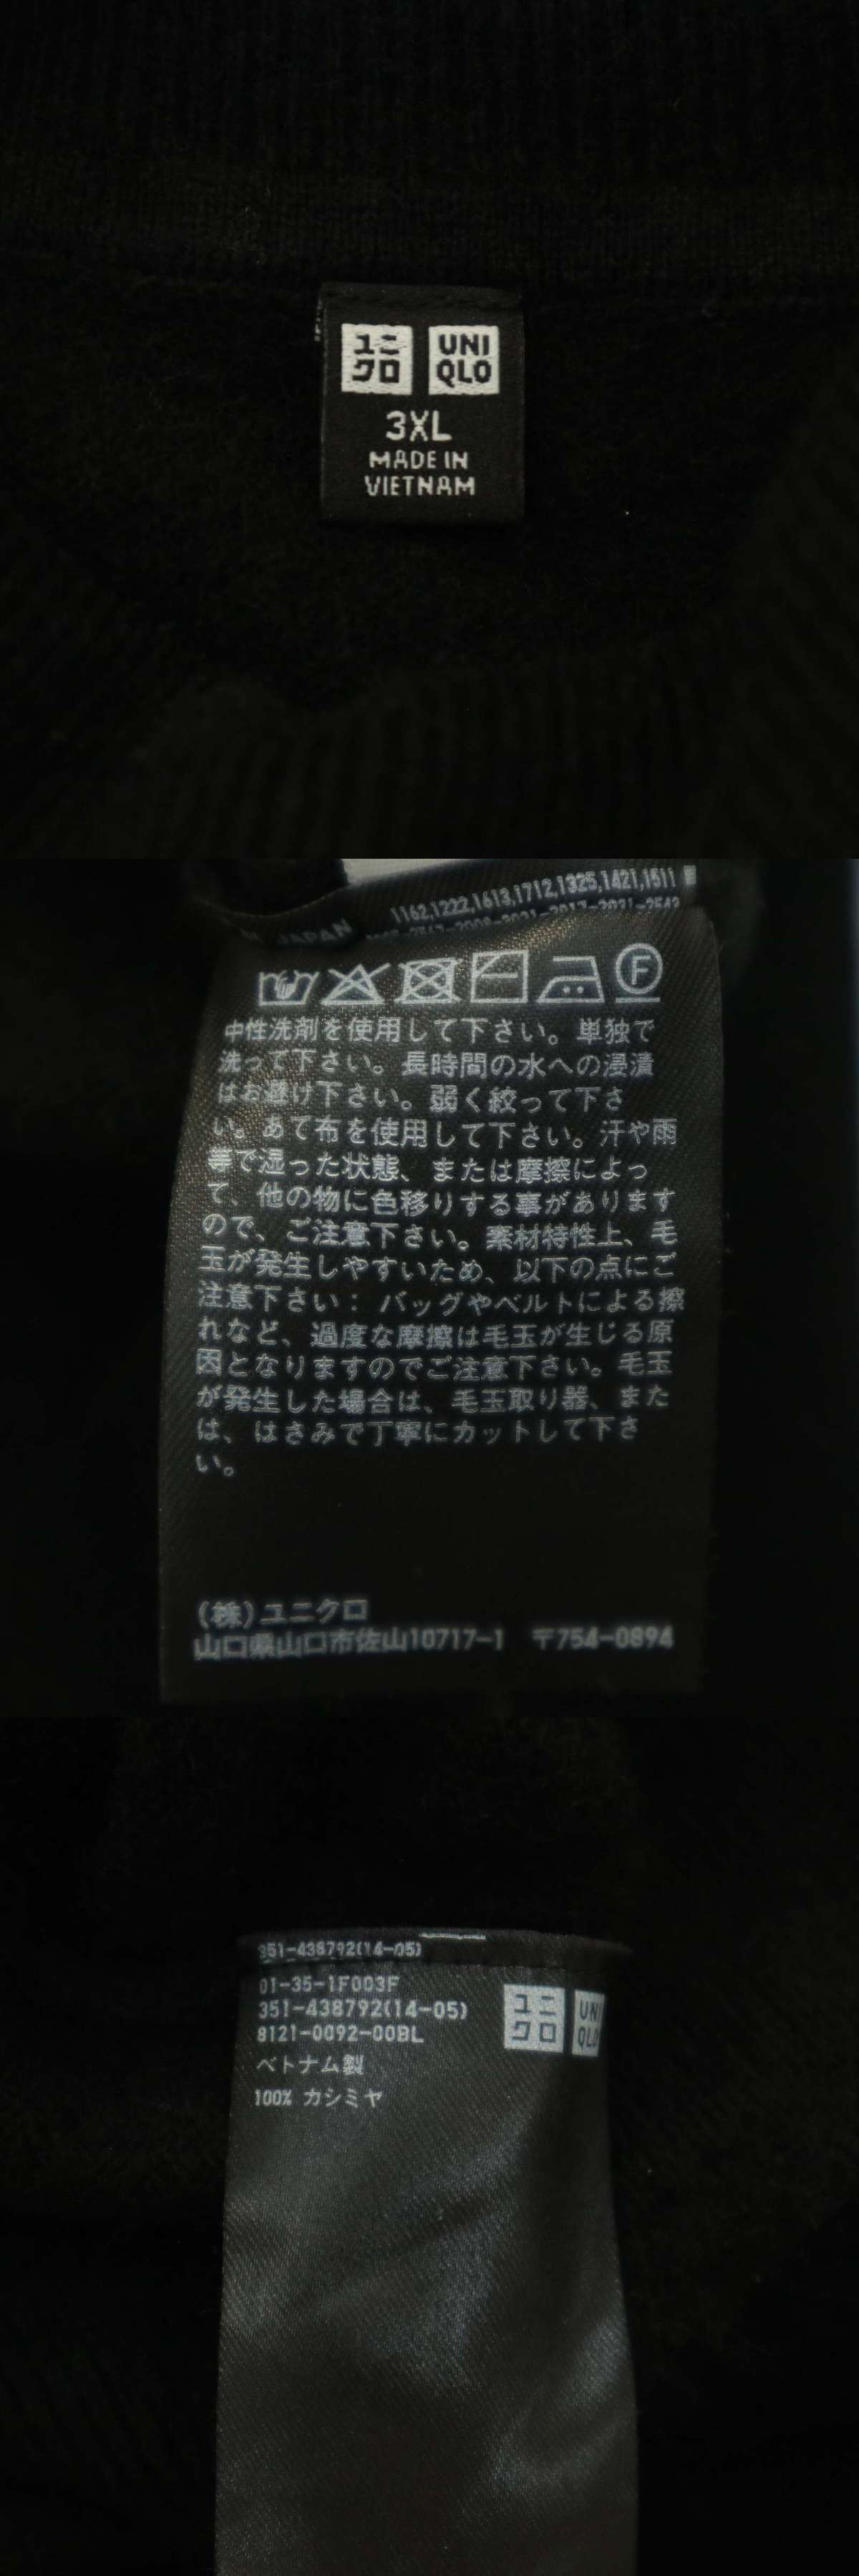 ユニ
クロ
UNI
QLO
3XL
MADE IN
VIETNAM
1162,1222,1613,1712,1325,1421,1511
JAPAN
F
中性洗剤を使用して下さい。単独で
洗って下さい。長時間の水への浸漬
はお避け下さい。弱く絞って下さ
い。あて布を使用して下さい。汗や雨
等で湿った状態、または摩擦によっ
て、他の物に色移りする事があります
ので、ご注意下さい。素材特性上、毛
玉が発生しやすいため、以下の点にご
注意下さい：バッグやベルトによる擦
れなど、過度な摩擦は毛玉が生じる原
因となりますのでご注意下さい。毛玉
が発生した場合は、毛玉取り器、また
は、はさみで丁寧にカットして下さ
い。
(株)ユニクロ
山口県山口市佐山10717-1 〒754-0894
351-438792(14-05)
01-35-1F003F
351-438792(14-05)
8121-0092-00BL
ベトナム製
100% カシミヤ
ユニ
クロ
UNI
QLO